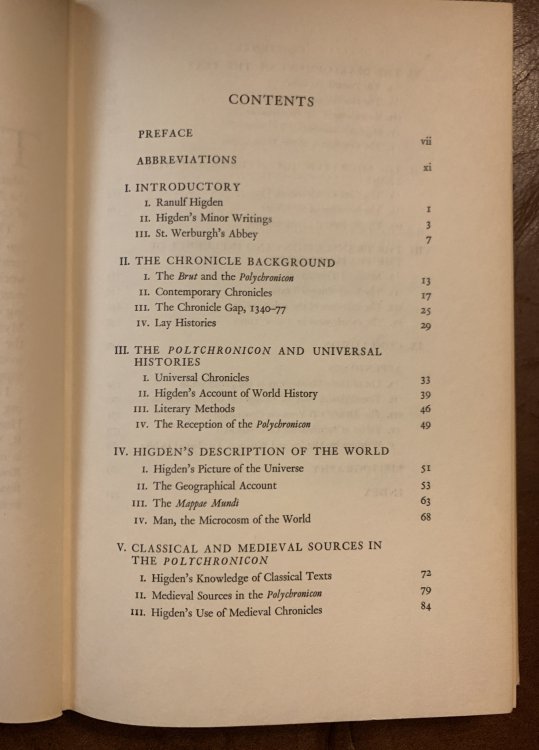 CONTENTS
PREFACE vii
ABBREVIATIONS xi
I. INTRODUCTORY
I. Ranulf Higden 1
II. Higden's Minor Writings 3
III. St. Werburgh's Abbey 7
II. THE CHRONICLE BACKGROUND
I. The Brut and the Polychronicon 13
II. Contemporary Chronicles 17
III. The Chronicle Gap, 1340–77 25
IV. Lay Histories 29
III. THE POLYCHRONICON AND UNIVERSAL
HISTORIES
I. Universal Chronicles 33
II. Higden's Account of World History 39
III. Literary Methods 46
IV. The Reception of the Polychronicon 49
IV. HIGDEN'S DESCRIPTION OF THE WORLD
I. Higden's Picture of the Universe 51
II. The Geographical Account 53
III. The Mappae Mundi 63
IV. Man, the Microcosm of the World 68
V. CLASSICAL AND MEDIEVAL SOURCES IN
THE POLYCHRONICON
I. Higden's Knowledge of Classical Texts 72
II. Medieval Sources in the Polychronicon 79
III. Higden's Use of Medieval Chronicles 84